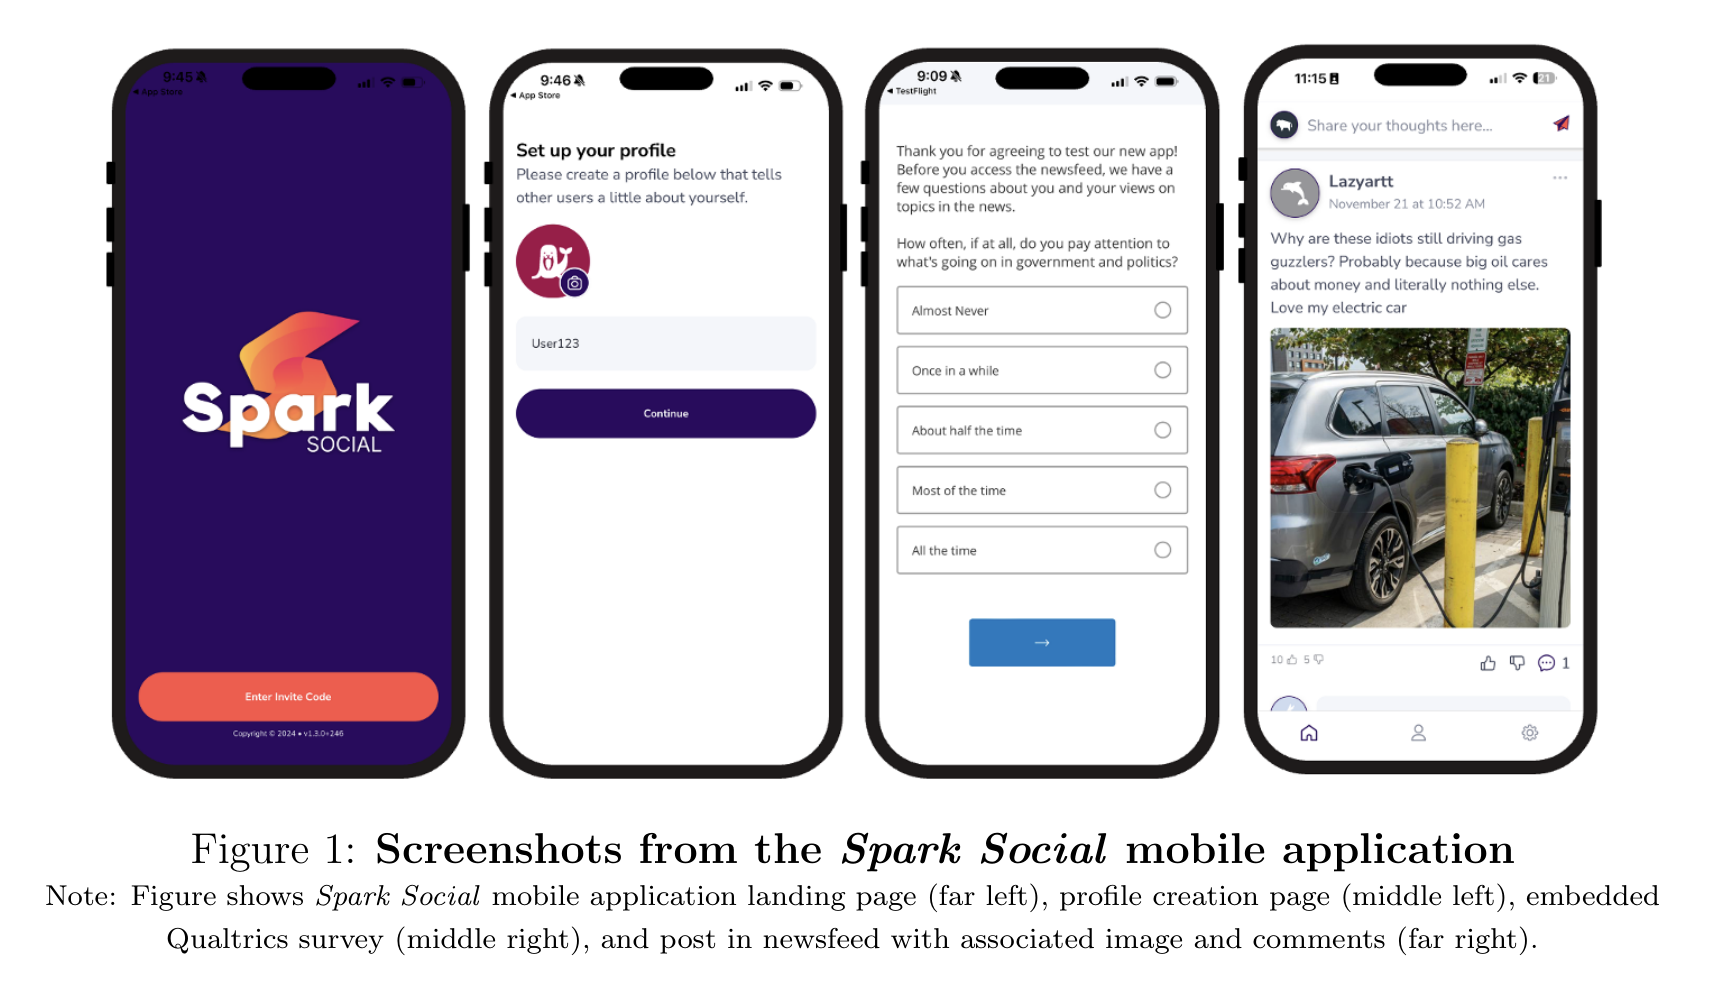 9:45
◀ App Store
Spark
SOCIAL
Enter Invite Code
Copyright © 2024 • v1.3.0+246
9:46
◀ App Store
Set up your profile
Please create a profile below that tells
other users a little about yourself.
User123
Continue
9:09
◀ TestFlight
Thank you for agreeing to test our new app!
Before you access the newsfeed, we have a
few questions about you and your views on
topics in the news.
How often, if at all, do you pay attention to
what's going on in government and politics?
Almost Never
Once in a while
About half the time
Most of the time
All the time
→
11:15
21
Share your thoughts here...
Lazyartt
November 21 at 10:52 AM
Why are these idiots still driving gas
guzzlers? Probably because big oil cares
about money and literally nothing else.
Love my electric car
10 5
1
Figure 1: Screenshots from the Spark Social mobile application
Note: Figure shows Spark Social mobile application landing page (far left), profile creation page (middle left), embedded
Qualtrics survey (middle right), and post in newsfeed with associated image and comments (far right).